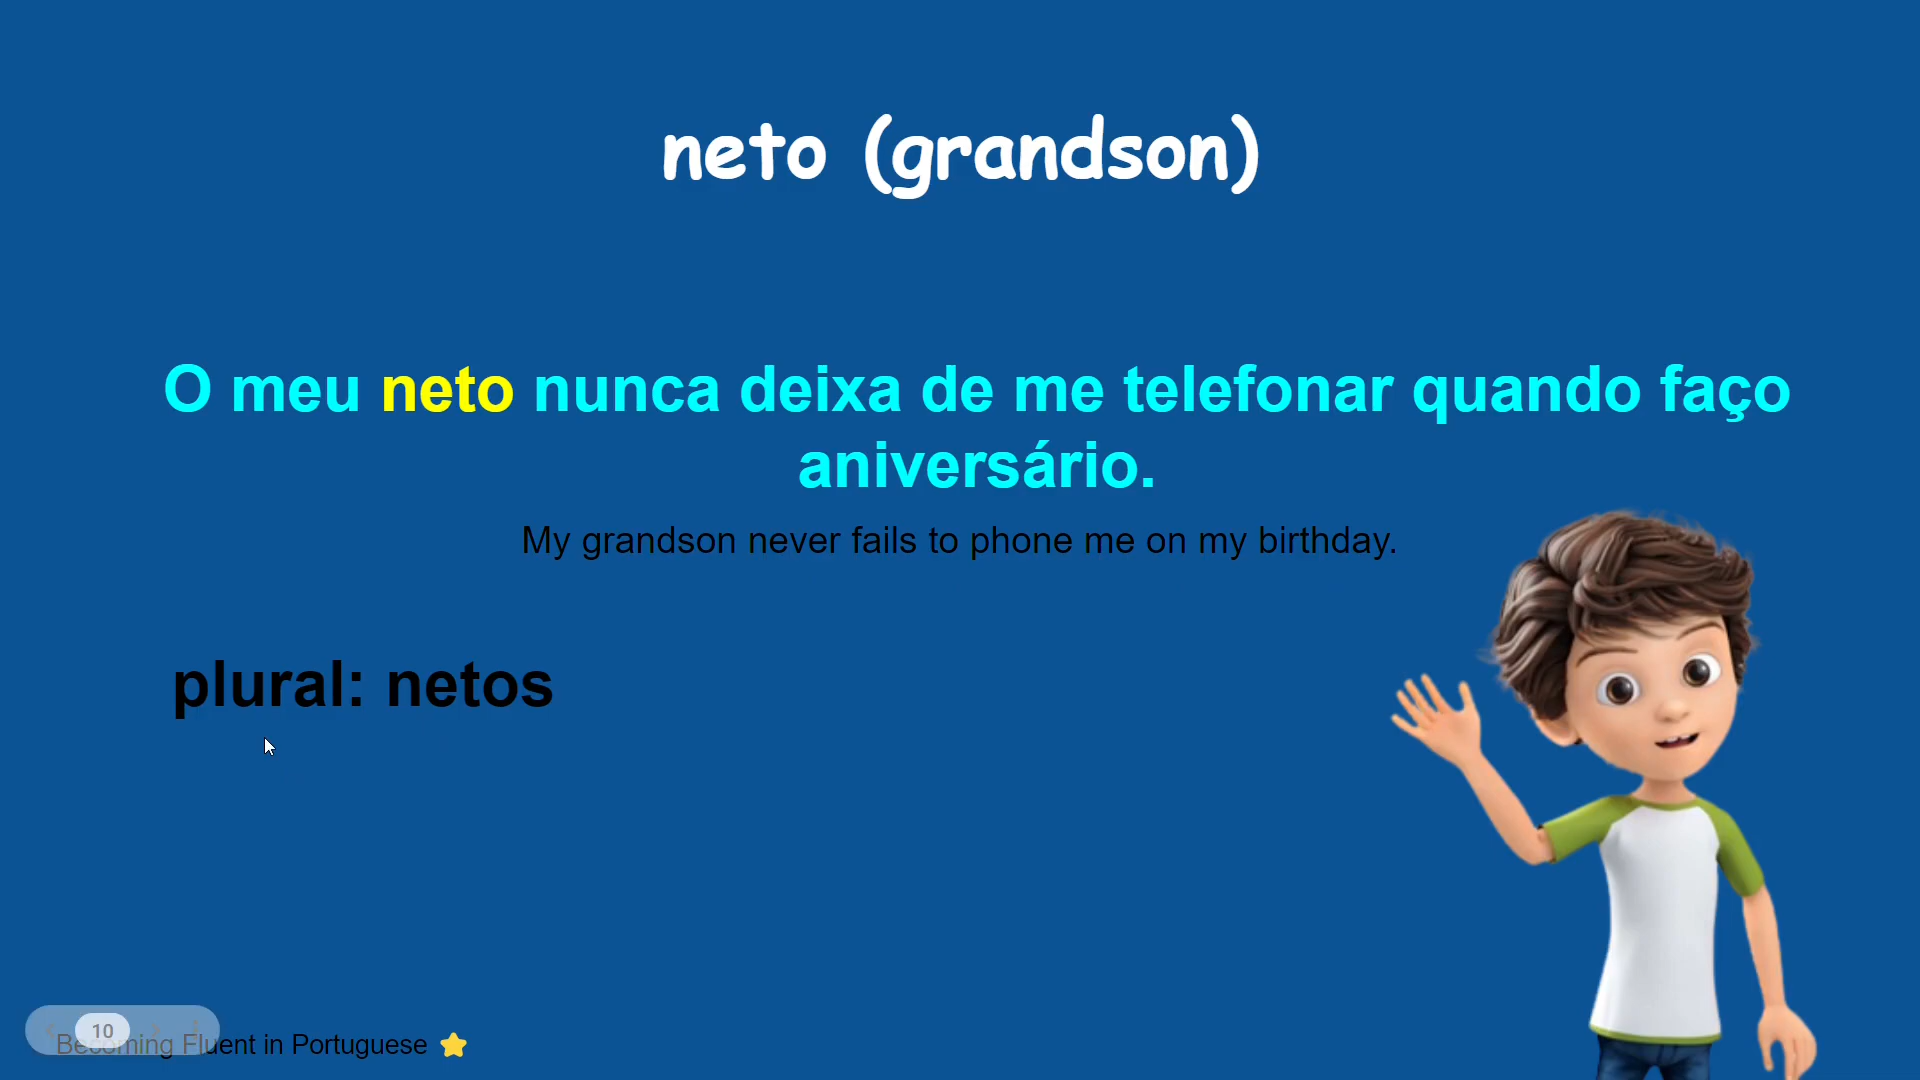 neto (grandson)
O meu neto nunca deixa de me telefonar quando faço
aniversário.
My grandson never fails to phone me on my birthday.
plural: netos
10
Becoming Fluent in Portuguese